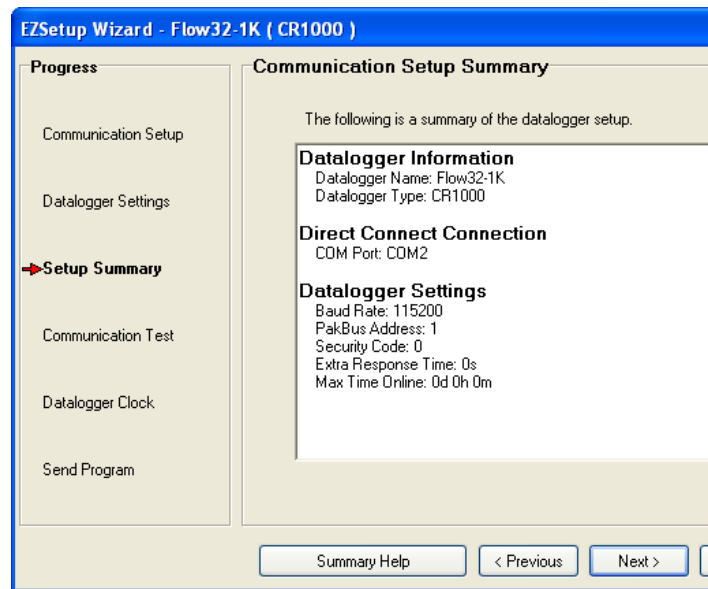 EZSetup Wizard - Flow32-1K ( CR1000 )
Progress
Communication Setup
Datalogger Settings
Setup Summary
Communication Test
Datalogger Clock
Send Program
Communication Setup Summary
The following is a summary of the datalogger setup.
Datalogger Information
Datalogger Name: Flow32-1K
Datalogger Type: CR1000
Direct Connect Connection
COM Port: COM2
Datalogger Settings
Baud Rate: 115200
PakBus Address: 1
Security Code: 0
Extra Response Time: 0s
Max Time Online: 0d 0h 0m
Summary Help
< Previous
Next >